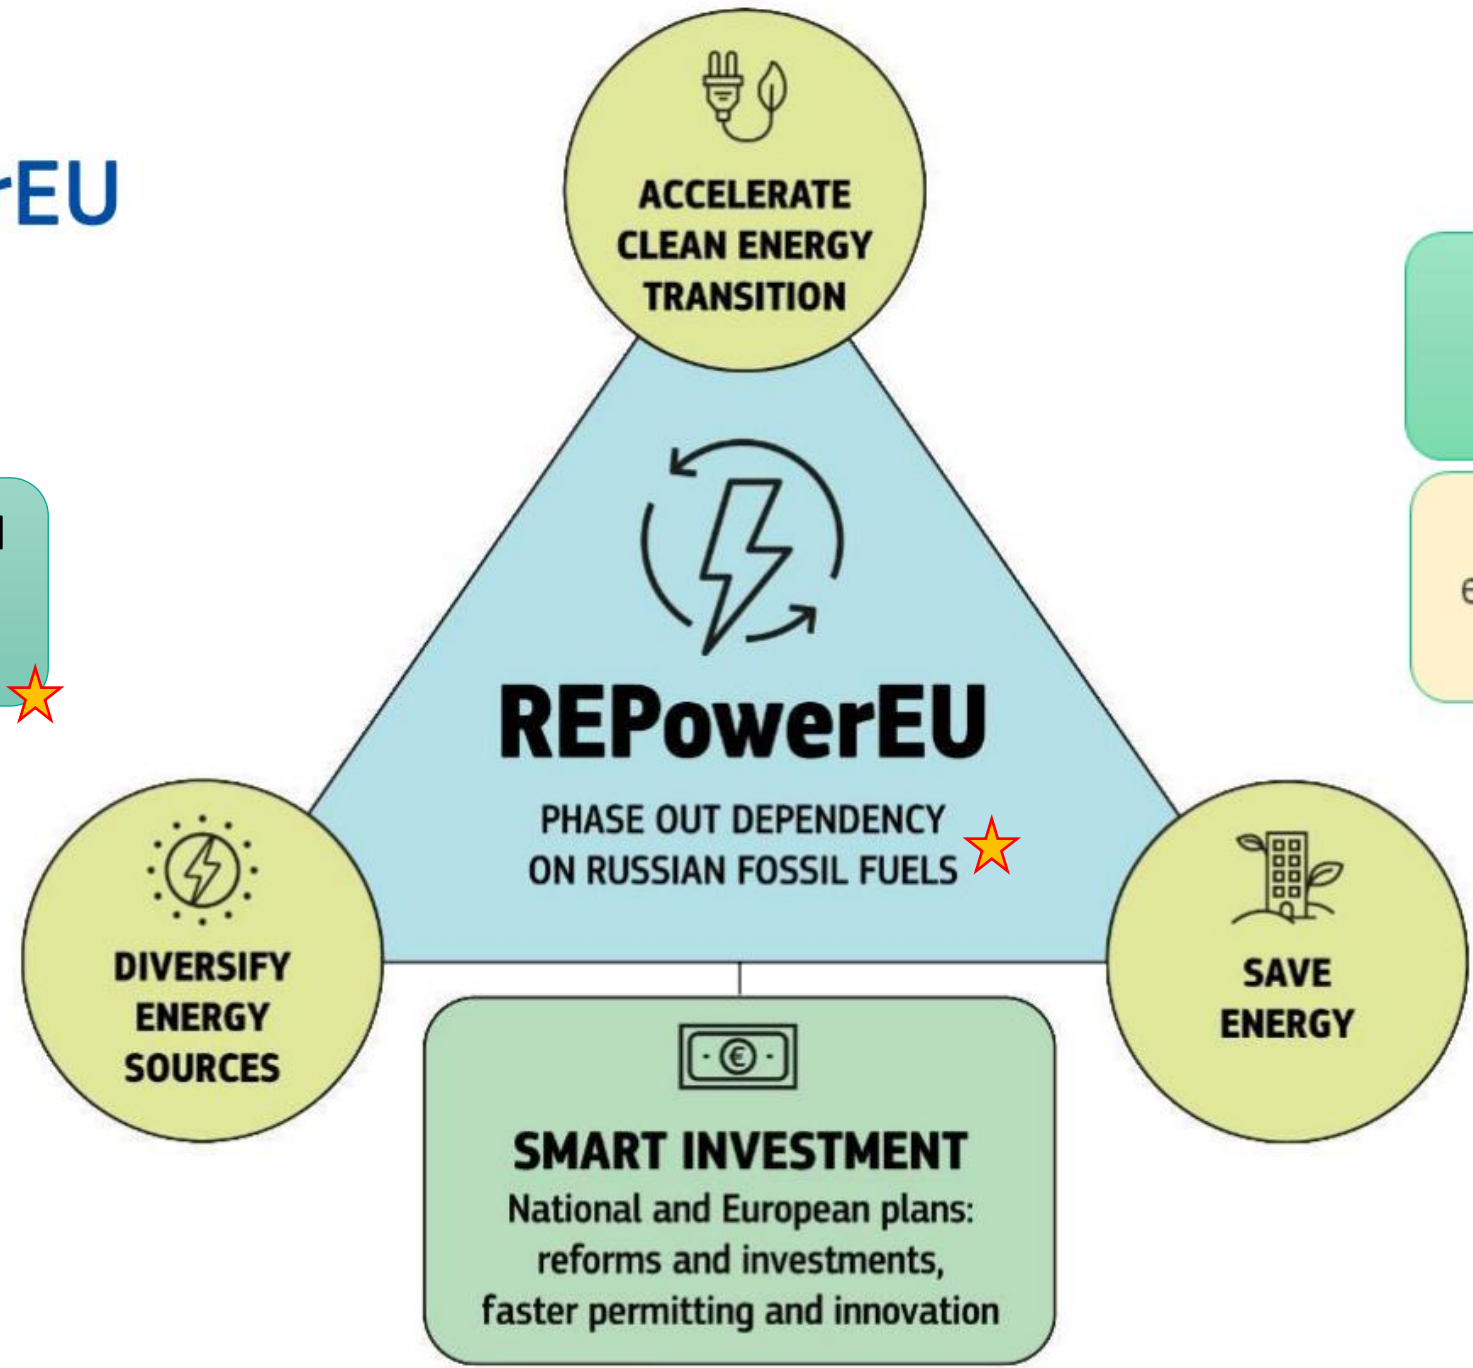 rEU
ACCELERATE
CLEAN ENERGY
TRANSITION
REPowerEU
PHASE OUT DEPENDENCY
ON RUSSIAN FOSSIL FUELS
DIVERSIFY
ENERGY
SOURCES
SAVE
ENERGY
€
SMART INVESTMENT
National and European plans:
reforms and investments,
faster permitting and innovation